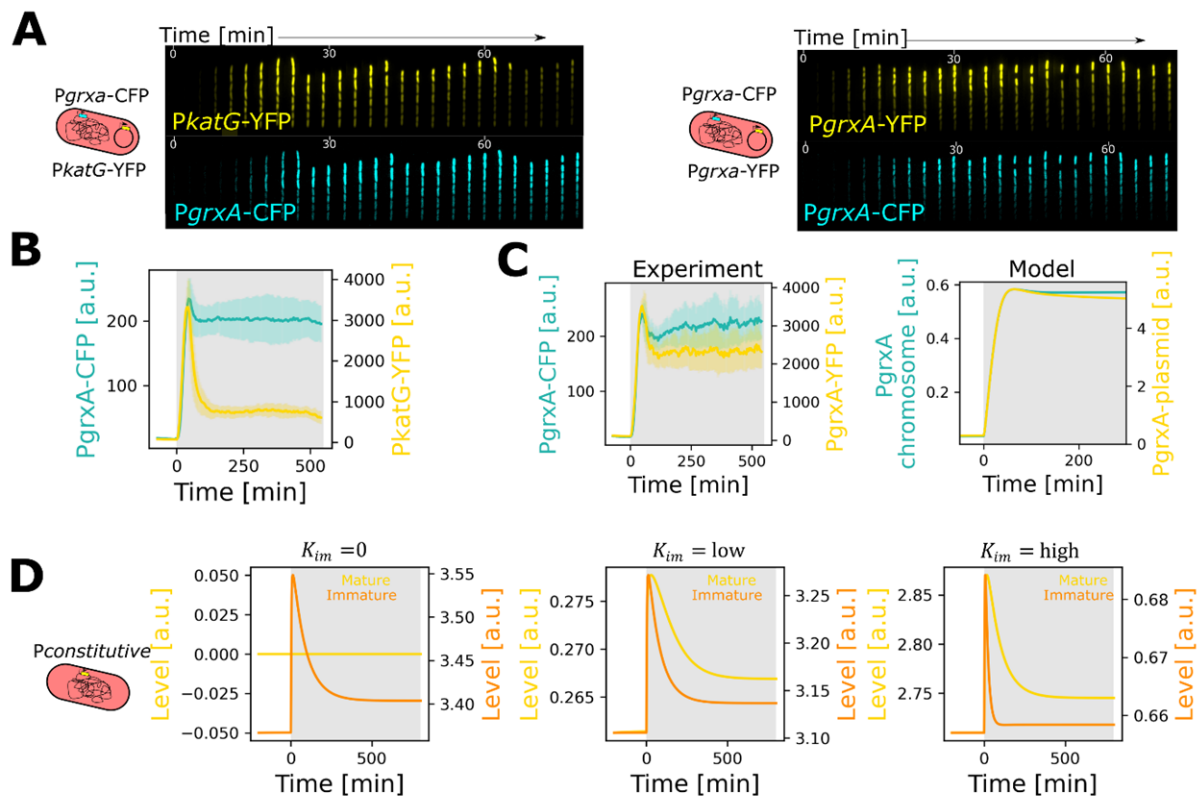 A
Time [min]
0 30 60
Pgrxa-CFP
PkatG-YFP
PkatG-YFP
0 30 60
PgrxA-CFP
Time [min]
0 30 60
Pgrxa-CFP
Pgrxa-YFP
PgrxA-YFP
0 30 60
PgrxA-CFP
B
PgrxA-CFP [a.u.]
200
100
4000
3000
2000
1000
0
PkatG-YFP [a.u.]
0 250 500
Time [min]
C
Experiment
PgrxA-CFP [a.u.]
200
100
4000
3000
2000
1000
0
PgrxA-YFP [a.u.]
0 250 500
Time [min]
Model
PgrxA
chromosome [a.u.]
0.6
0.4
0.2
4
2
0
PgrxA-plasmid [a.u.]
0 200
Time [min]
D
Pconstitutive
K_im =0
Level [a.u.]
0.050
0.025
0.000
−0.025
−0.050
Mature
Immature
3.55
3.50
3.45
3.40
Level [a.u.]
0 500
Time [min]
K_im = low
Level [a.u.]
0.275
0.270
0.265
Mature
Immature
3.25
3.20
3.15
3.10
Level [a.u.]
0 500
Time [min]
K_im = high
Level [a.u.]
2.85
2.80
2.75
Mature
Immature
0.68
0.67
0.66
Level [a.u.]
0 500
Time [min]